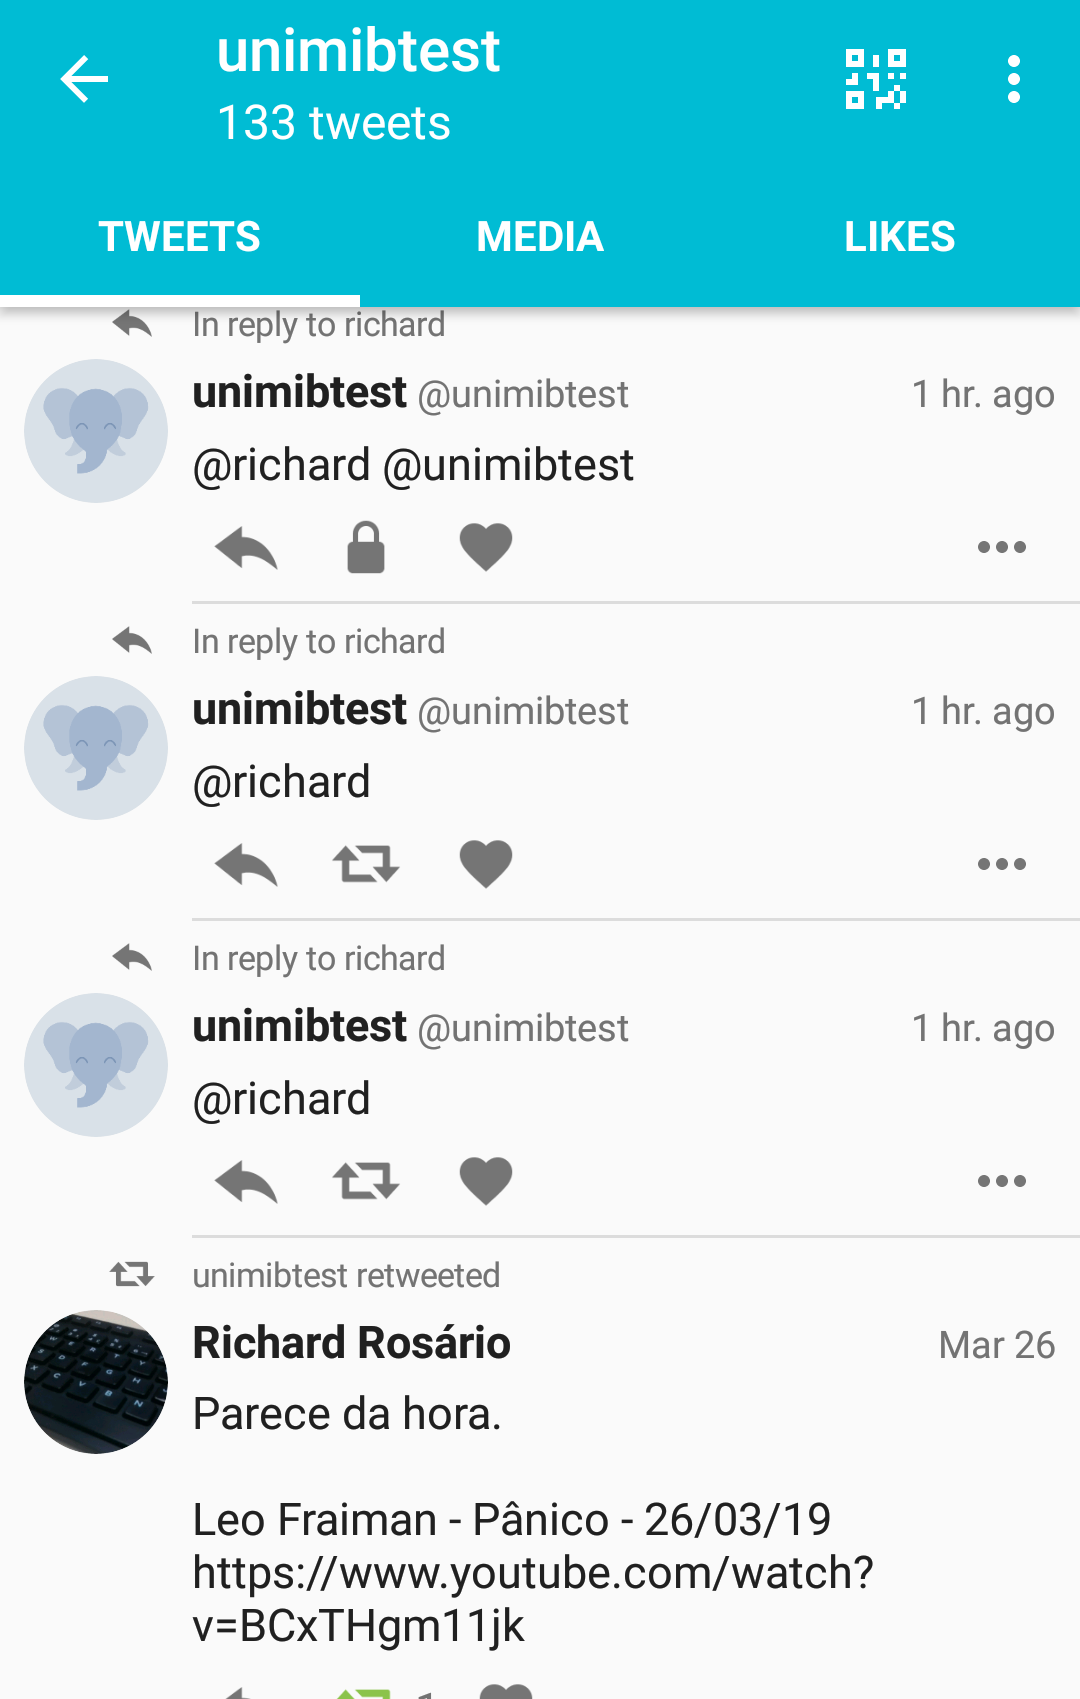 unimibtest
133 tweets
TWEETS MEDIA LIKES
In reply to richard
unimibtest @unimibtest 1 hr. ago
@richard @unimibtest
In reply to richard
unimibtest @unimibtest 1 hr. ago
@richard
In reply to richard
unimibtest @unimibtest 1 hr. ago
@richard
unimibtest retweeted
Richard Rosário Mar 26
Parece da hora.
Leo Fraiman - Pânico - 26/03/19
https://www.youtube.com/watch?
v=BCxTHgm11jk